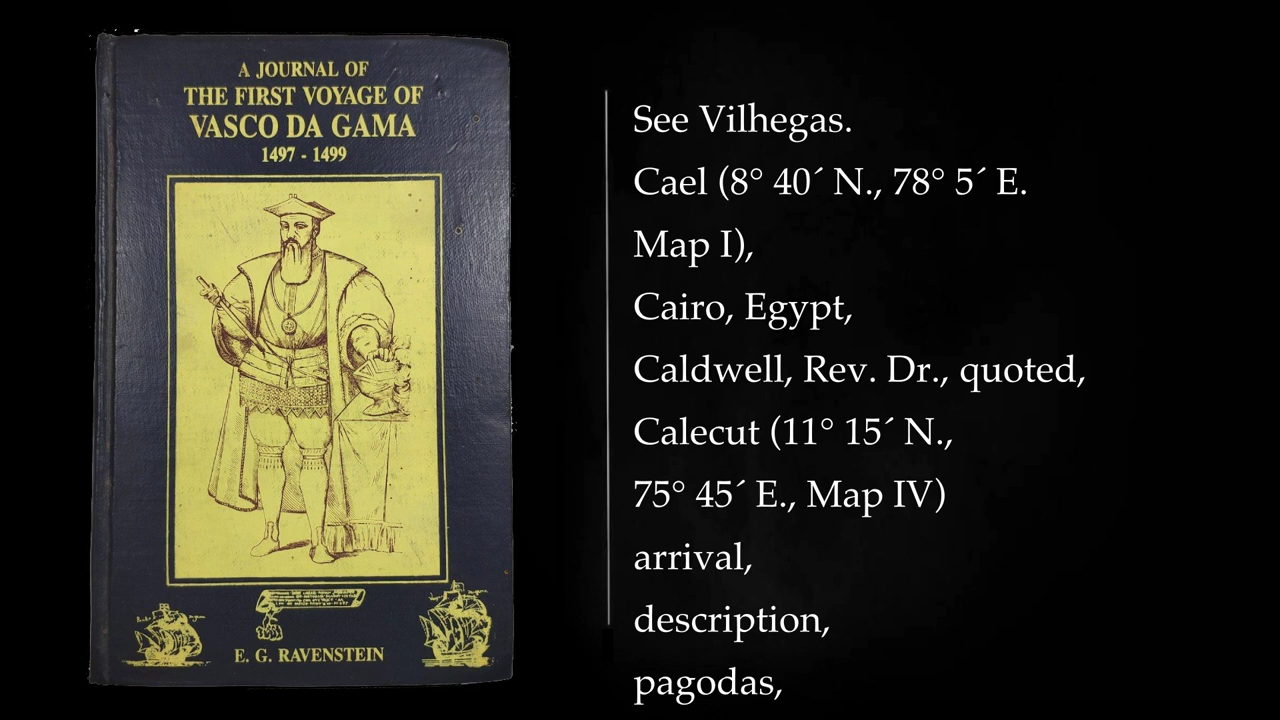 A JOURNAL OF
THE FIRST VOYAGE OF
VASCO DA GAMA
1497 - 1499
E. G. RAVENSTEIN
See Vilhegas.
Cael (8° 40´ N., 78° 5´ E.
Map I),
Cairo, Egypt,
Caldwell, Rev. Dr., quoted,
Calecut (11° 15´ N.,
75° 45´ E., Map IV)
arrival,
description,
pagodas,